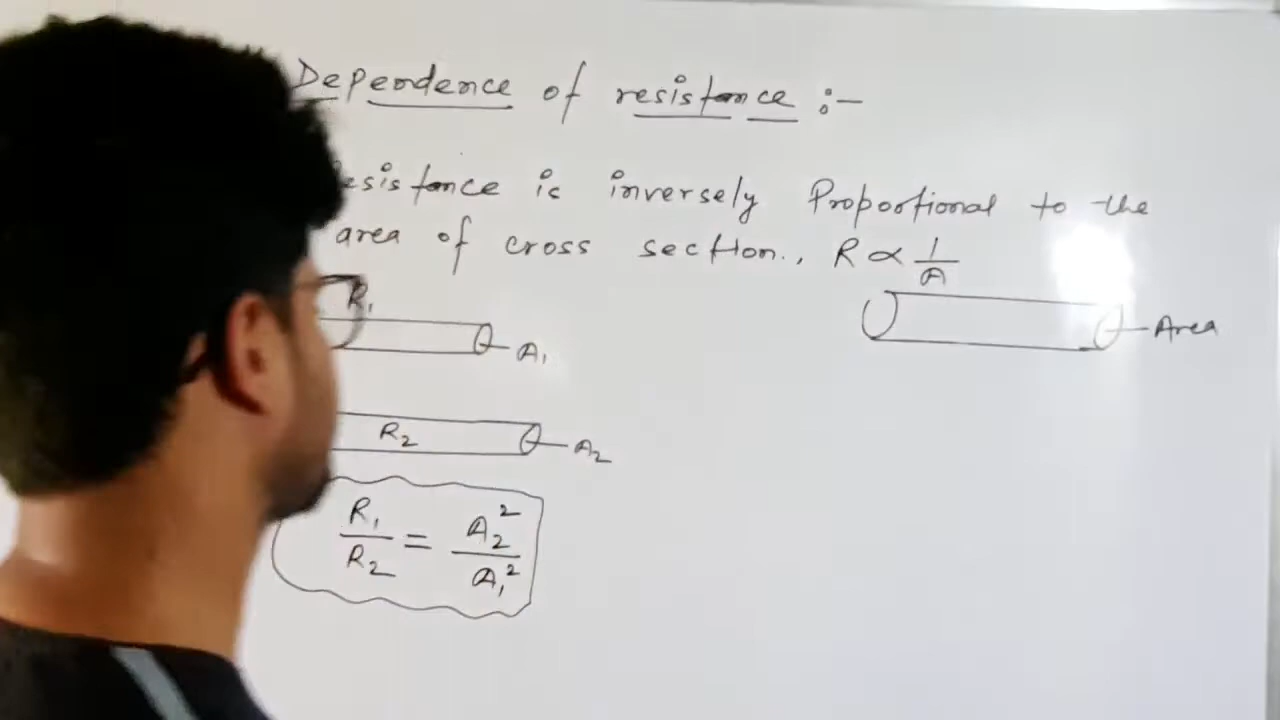 Dependence of resistance :-
esistance is inversely Proportional to the
area of cross section., R ∝ 1/A
R₁
A₁
Area
R₂
A₂
R₁/R₂ = A₂²/A₁²